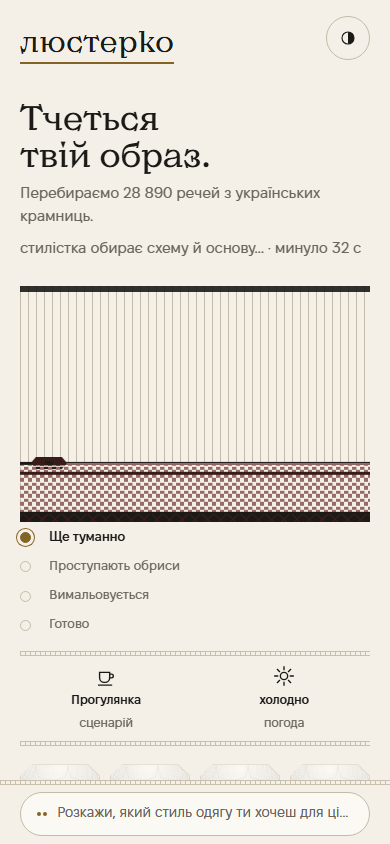 люстерко
Тчеться
твій образ.
Перебираємо 28 890 речей з українських
крамниць.
стилістка обирає схему й основу... · минуло 32 с
Ще туманно
Проступають обриси
Вимальовується
Готово
Прогулянка
холодно
сценарій
погода
Розкажи, який стиль одягу ти хочеш для ці...